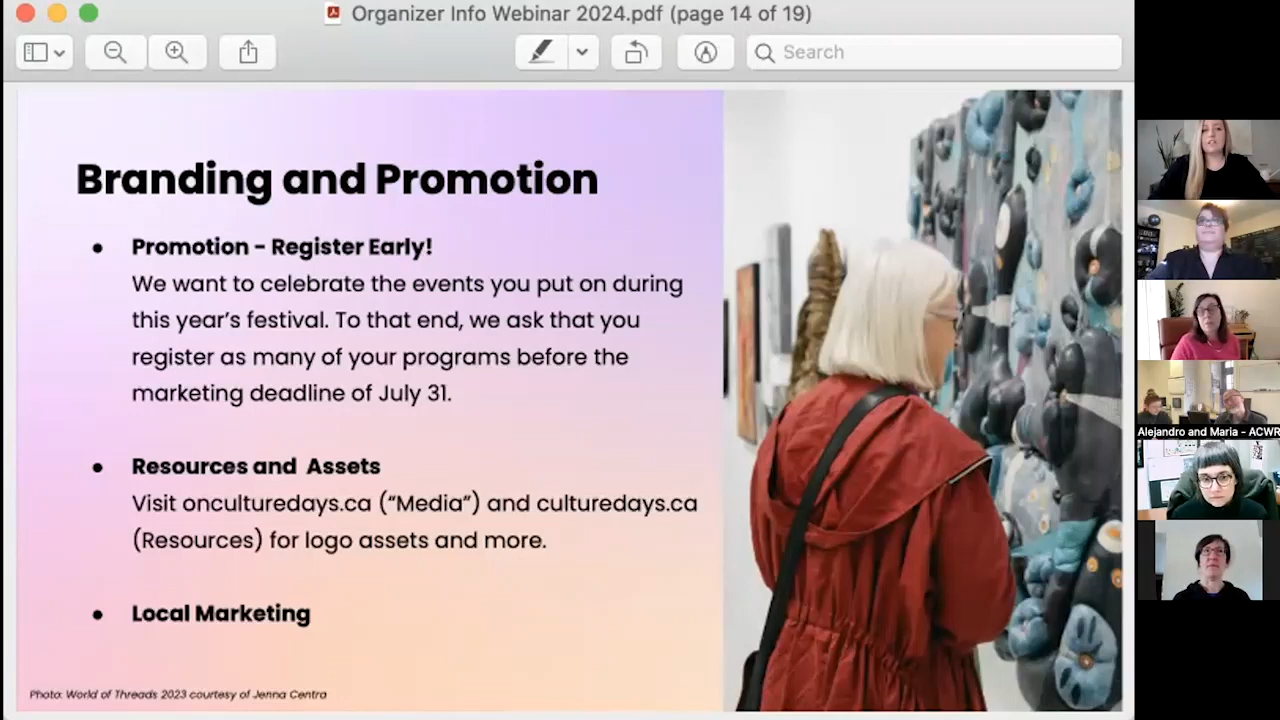 Organizer Info Webinar 2024.pdf (page 14 of 19)
Search
Branding and Promotion
● Promotion - Register Early!
We want to celebrate the events you put on during
this year’s festival. To that end, we ask that you
register as many of your programs before the
marketing deadline of July 31.
● Resources and Assets
Visit onculturedays.ca (“Media”) and culturedays.ca
(Resources) for logo assets and more.
● Local Marketing
Photo: World of Threads 2023 courtesy of Jenna Centra
Alejandro and Maria - ACWR